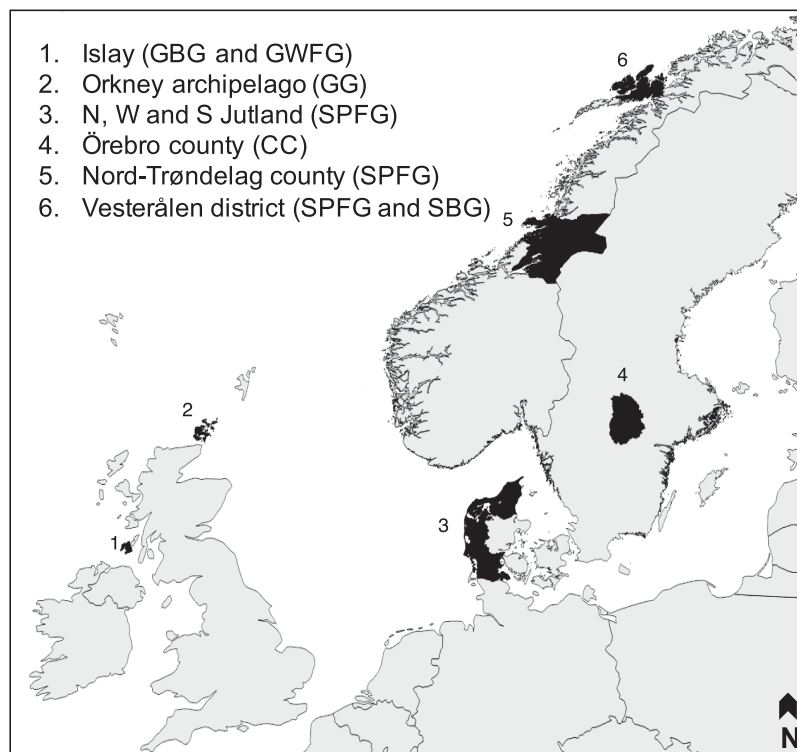 1. Islay (GBG and GWFG)
2. Orkney archipelago (GG)
3. N, W and S Jutland (SPFG)
4. Örebro county (CC)
5. Nord-Trøndelag county (SPFG)
6. Vesterålen district (SPFG and SBG)
6
5
4
2
3
1
N